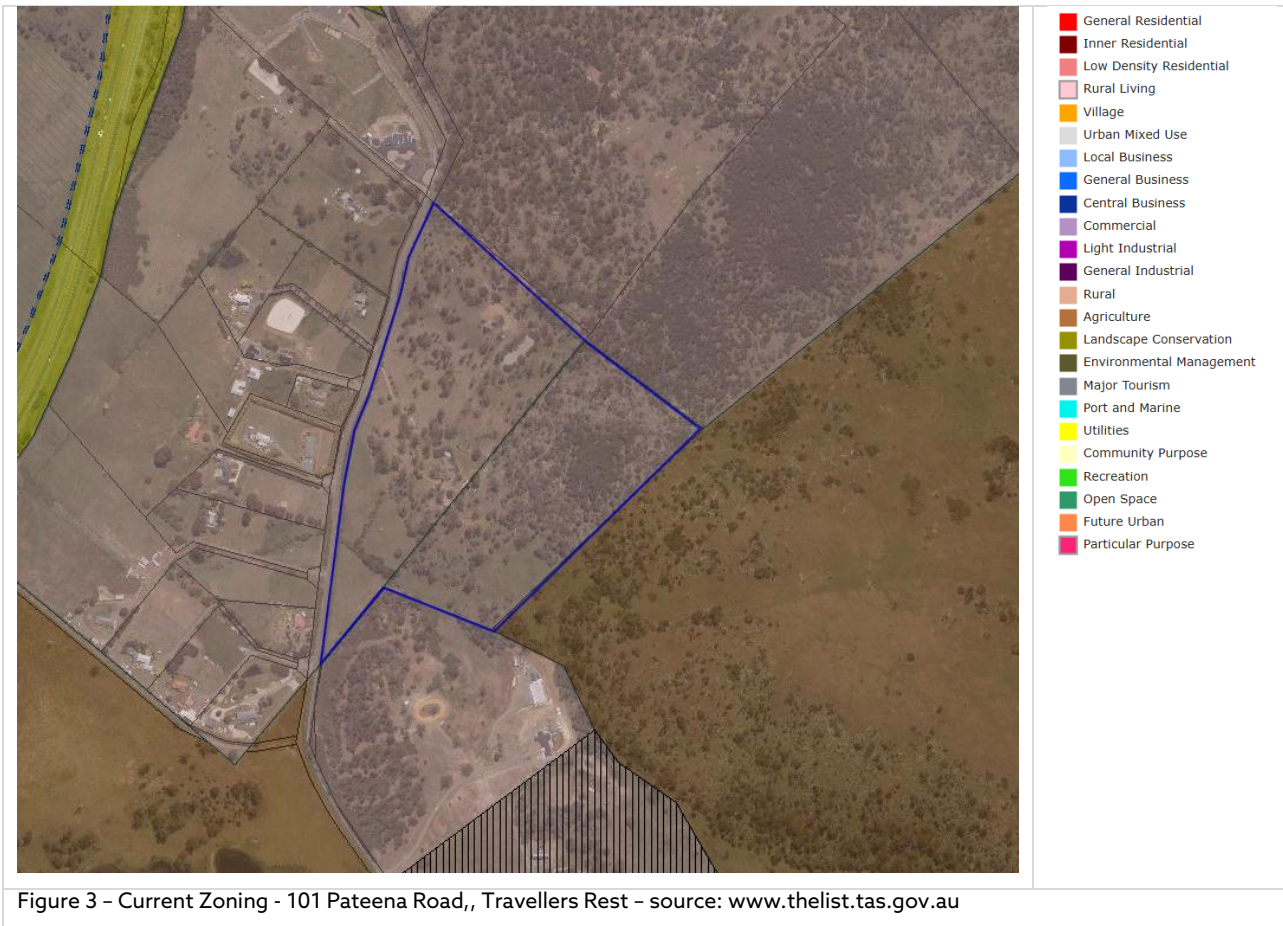 General Residential
Inner Residential
Low Density Residential
Rural Living
Village
Urban Mixed Use
Local Business
General Business
Central Business
Commercial
Light Industrial
General Industrial
Rural
Agriculture
Landscape Conservation
Environmental Management
Major Tourism
Port and Marine
Utilities
Community Purpose
Recreation
Open Space
Future Urban
Particular Purpose
Figure 3 – Current Zoning - 101 Pateena Road,, Travellers Rest – source: www.thelist.tas.gov.au